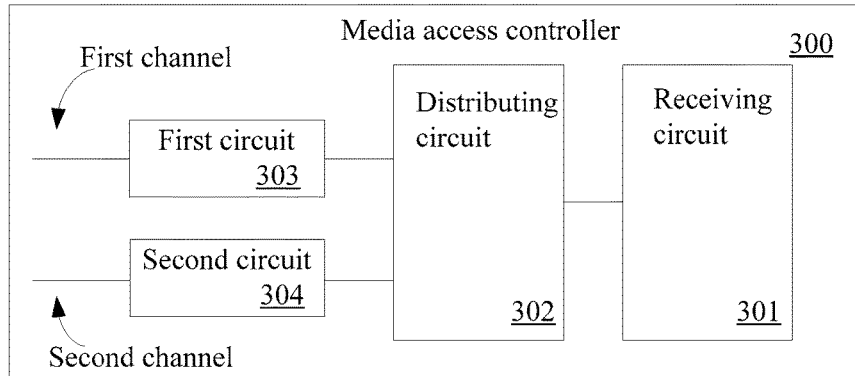 Media access controller
300
First channel
First circuit
303
Second circuit
304
Second channel
Distributing
circuit
302
Receiving
circuit
301